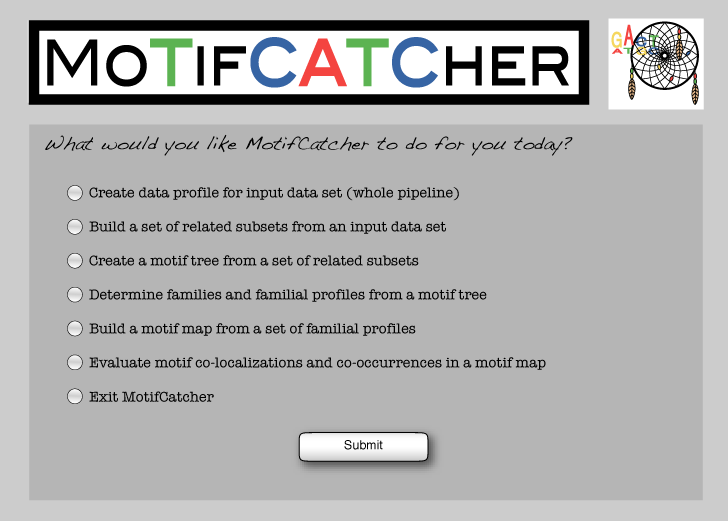 MOTIFCATCHER
What would you like MotifCatcher to do for you today?
Create data profile for input data set (whole pipeline)
Build a set of related subsets from an input data set
Create a motif tree from a set of related subsets
Determine families and familial profiles from a motif tree
Build a motif map from a set of familial profiles
Evaluate motif co-localizations and co-occurrences in a motif map
Exit MotifCatcher
Submit